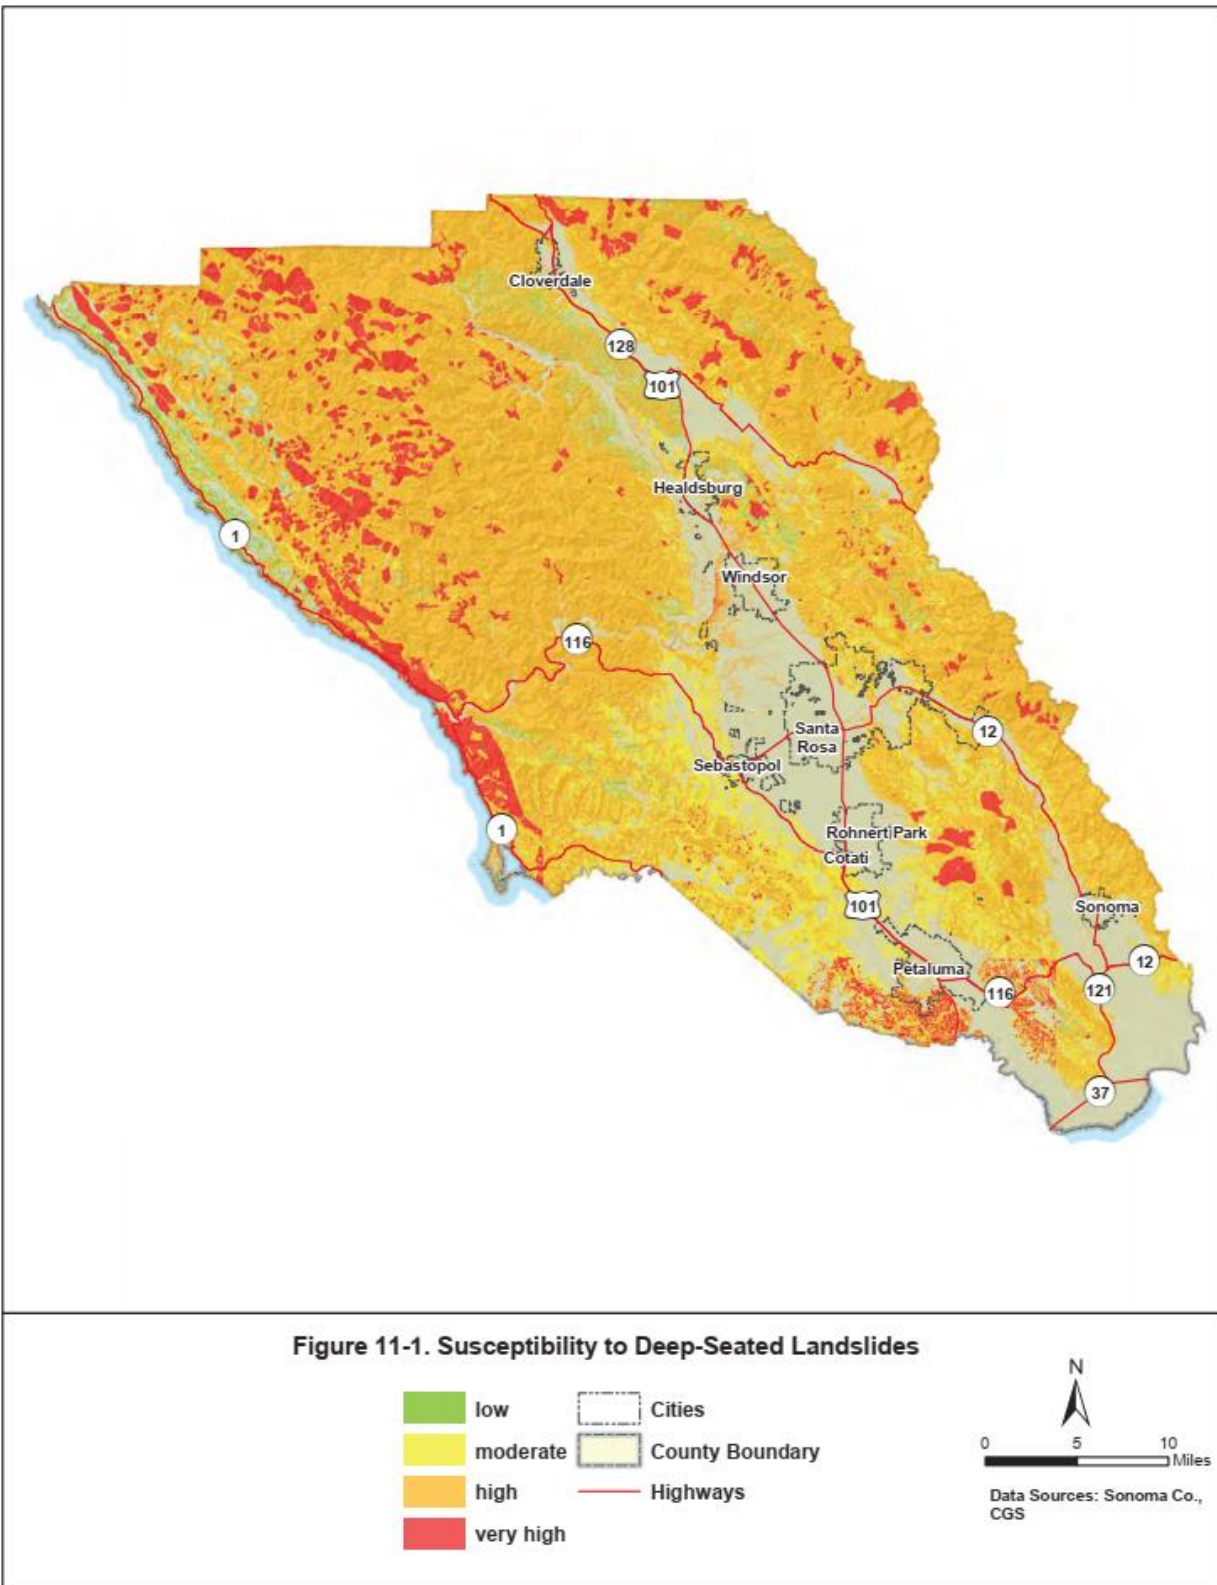 Cloverdale
128
101
Healdsburg
1
Windsor
116
12
Santa
Rosa
Sebastopol
1
Rohnert Park
Cotati
101
Sonoma
12
Petaluma
116
121
37
Figure 11-1. Susceptibility to Deep-Seated Landslides
low
moderate
high
very high
Cities
County Boundary
Highways
N
0 5 10
Miles
Data Sources: Sonoma Co.,
CGS